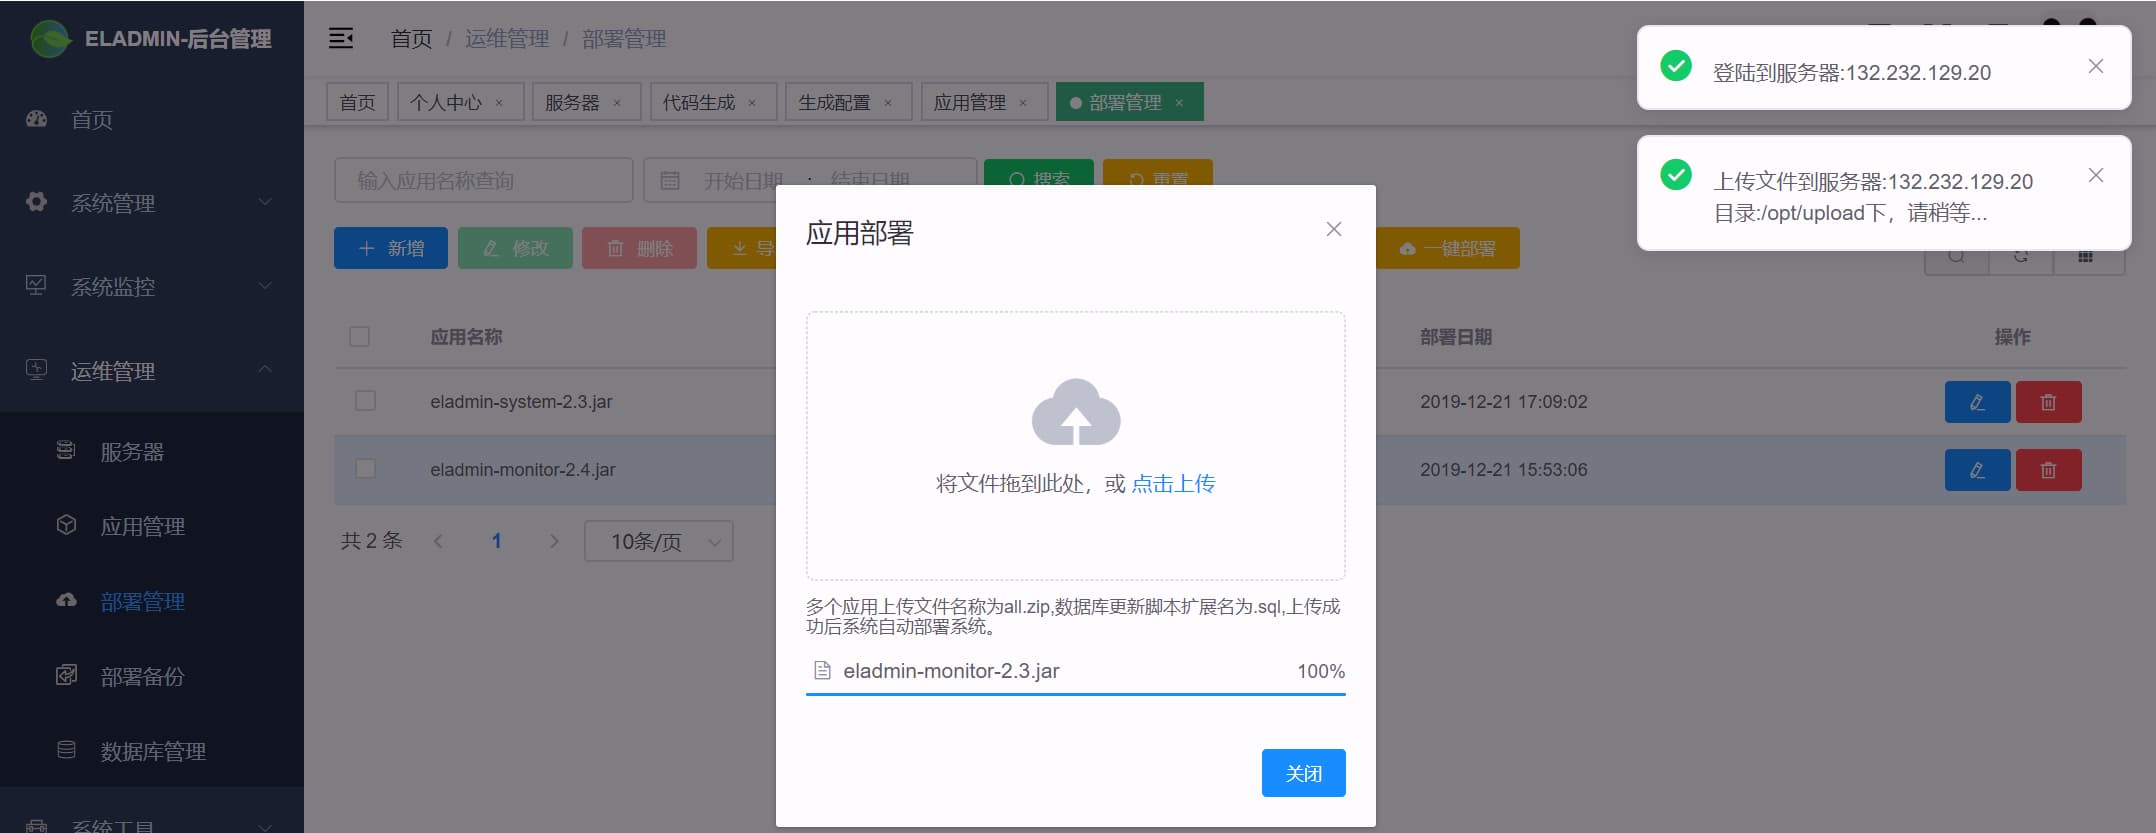 ELADMIN-后台管理
首页
系统管理
系统监控
运维管理
服务器
应用管理
部署管理
部署备份
数据库管理
系统工具
首页 / 运维管理 / 部署管理
首页
个人中心 ×
服务器 ×
代码生成 ×
生成配置 ×
应用管理 ×
部署管理 ×
输入应用名称查询
开始日期 : 结束日期
搜索
重置
新增
修改
删除
导
一键部署
应用名称
部署日期
操作
eladmin-system-2.3.jar
2019-12-21 17:09:02
eladmin-monitor-2.4.jar
2019-12-21 15:53:06
共 2 条
1
10条/页
应用部署
将文件拖到此处，或 点击上传
多个应用上传文件名称为all.zip,数据库更新脚本扩展名为.sql,上传成
功后系统自动部署系统。
eladmin-monitor-2.3.jar 100%
关闭
登陆到服务器:132.232.129.20
上传文件到服务器:132.232.129.20
目录:/opt/upload下，请稍等...